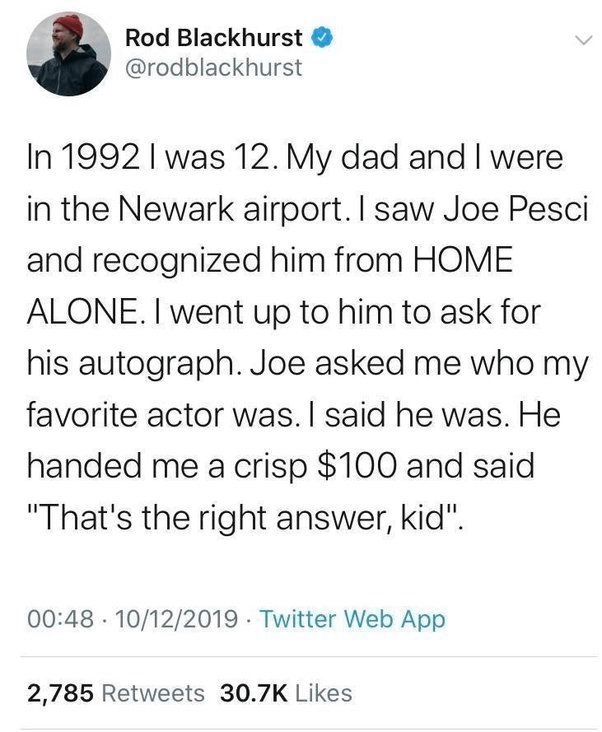 Rod Blackhurst
@rodblackhurst
In 1992 I was 12. My dad and I were
in the Newark airport. I saw Joe Pesci
and recognized him from HOME
ALONE. I went up to him to ask for
his autograph. Joe asked me who my
favorite actor was. I said he was. He
handed me a crisp $100 and said
"That's the right answer, kid".
00:48 · 10/12/2019 · Twitter Web App
2,785 Retweets 30.7K Likes